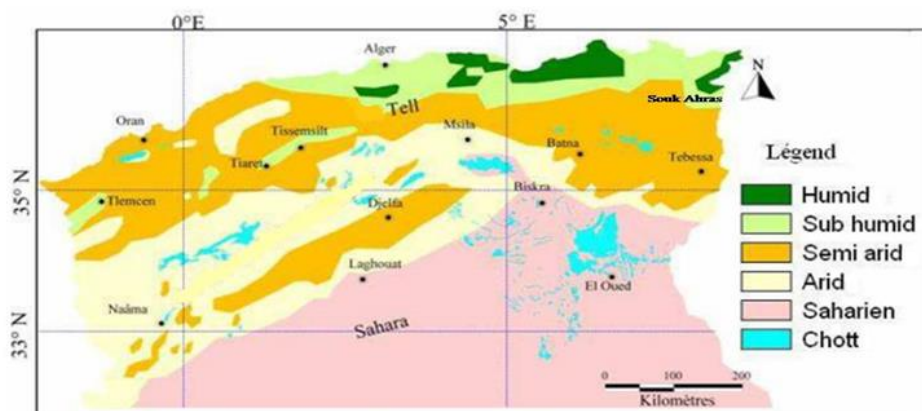 0°E
5°E
Alger
N
Souk Ahras
Tell
Oran
Tissemsilt
Msila
Batna
Tiaret
Tebessa
35° N
Tlemcen
Djelfa
Biskra
Laghouat
El Oued
Naâma
Sahara
33° N
Légend
Humid
Sub humid
Semi arid
Arid
Saharien
Chott
0 100 200
Kilomètres